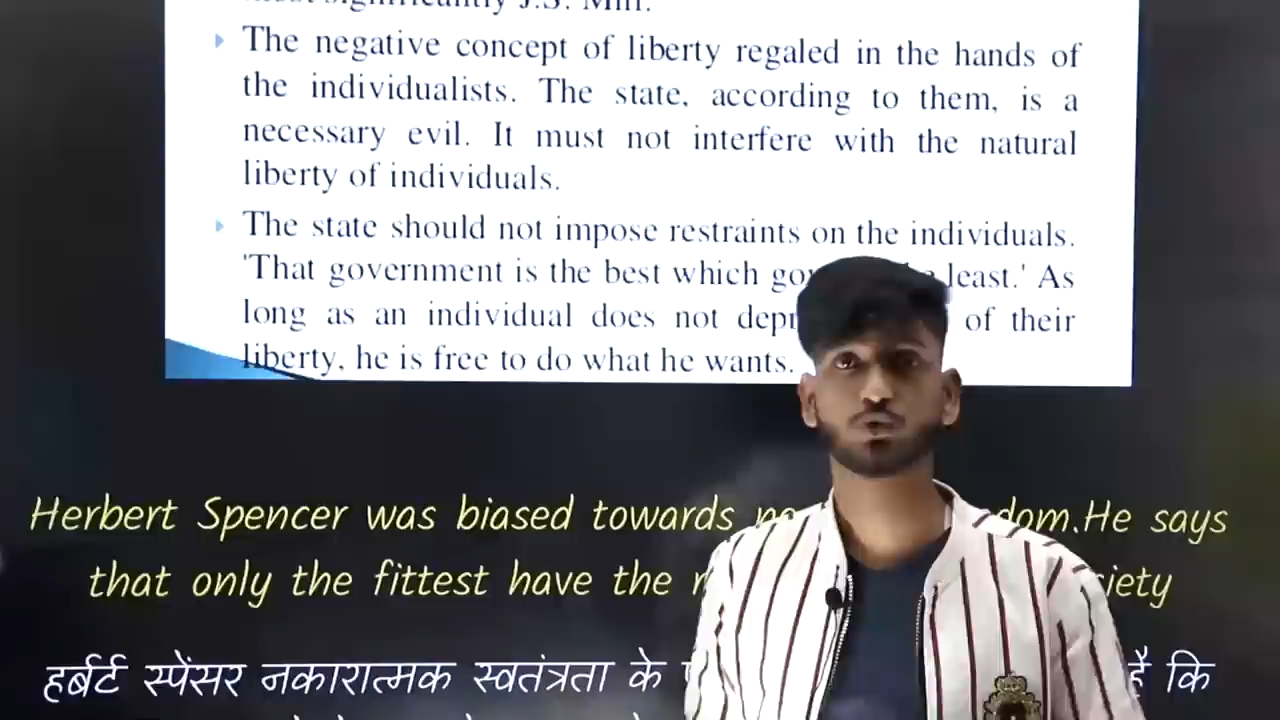 J.S. Mill.
The negative concept of liberty regaled in the hands of
the individualists. The state, according to them, is a
necessary evil. It must not interfere with the natural
liberty of individuals.
The state should not impose restraints on the individuals.
'That government is the best which least.' As
long as an individual does not of their
liberty, he is free to do what he wants.
Herbert Spencer was biased towards He says
that only the fittest have the
हर्बर्ट स्पेंसर नकारात्मक स्वतंत्रता के है कि